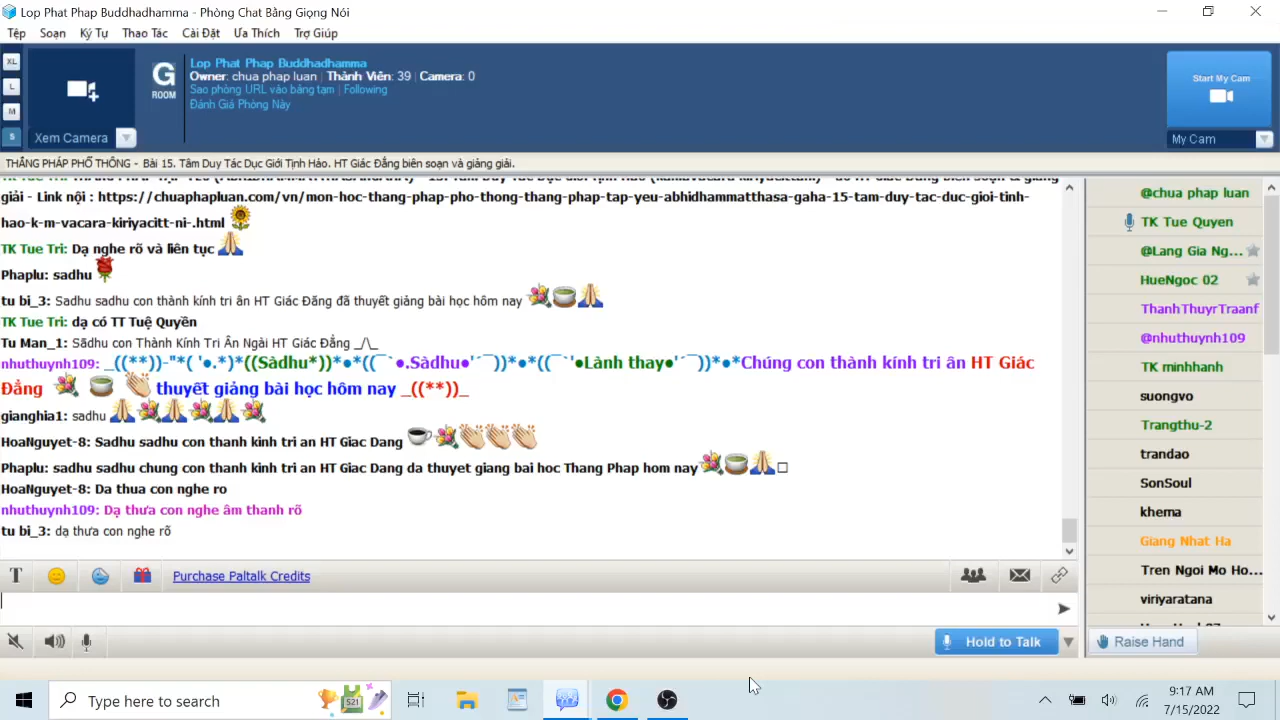 Lop Phat Phap Buddhadhamma - Phòng Chat Bằng Giọng Nói
Tệp Soạn Ký Tự Thao Tác Cài Đặt Ưa Thích Trợ Giúp
XL
L
M
S
Xem Camera
G
ROOM
Lop Phat Phap Buddhadhamma
Owner: chua phap luan | Thành Viên: 39 | Camera: 0
Sao phòng URL vào bảng tạm | Following
Đánh Giá Phòng Này
Start My Cam
My Cam
THẮNG PHÁP PHỔ THÔNG - Bài 15. Tâm Duy Tác Dục Giới Tịnh Hảo. HT Giác Đẳng biên soạn và giảng giải.
giải - Link nội : https://chuaphapluan.com/vn/mon-hoc-thang-phap-pho-thong-thang-phap-tap-yeu-abhidhammatthasa-gaha-15-tam-duy-tac-duc-gioi-tinh-
hao-k-m-vacara-kiriyacitt-ni-.html
TK Tue Tri: Dạ nghe rõ và liên tục
Phaplu: sadhu
tu bi_3: Sadhu sadhu con thành kính tri ân HT Giác Đăng đã thuyết giảng bài học hôm nay
TK Tue Tri: dạ có TT Tuệ Quyền
Tu Man_1: Sãdhu con Thành Kính Tri Ân Ngài HT Giác Đẳng _/\_
nhuthuynh109: _((**))-"*( '●.*)*((Sàdhu*))*●*((¯`●.Sàdhu●'´¯))*●*((¯`'●Lành thay●'´¯))*●*Chúng con thành kính tri ân HT Giác
Đẳng thuyết giảng bài học hôm nay _((**))_
gianghia1: sadhu
HoaNguyet-8: Sadhu sadhu con thanh kinh tri an HT Giac Dang
Phaplu: sadhu sadhu chung con thanh kinh tri an HT Giac Dang da thuyet giang bai hoc Thang Phap hom nay
HoaNguyet-8: Da thua con nghe ro
nhuthuynh109: Dạ thưa con nghe âm thanh rõ
tu bi_3: dạ thưa con nghe rõ
T Purchase Paltalk Credits
Hold to Talk
@chua phap luan
TK Tue Quyen
@Lang Gia Ng...
HueNgoc 02
ThanhThuyrTraanf
@nhuthuynh109
TK minhhanh
suongvo
Trangthu-2
trandao
SonSoul
khema
Giang Nhat Ha
Tren Ngoi Mo Ho...
viriyaratana
Raise Hand
Type here to search
521
9:17 AM
7/15/2022